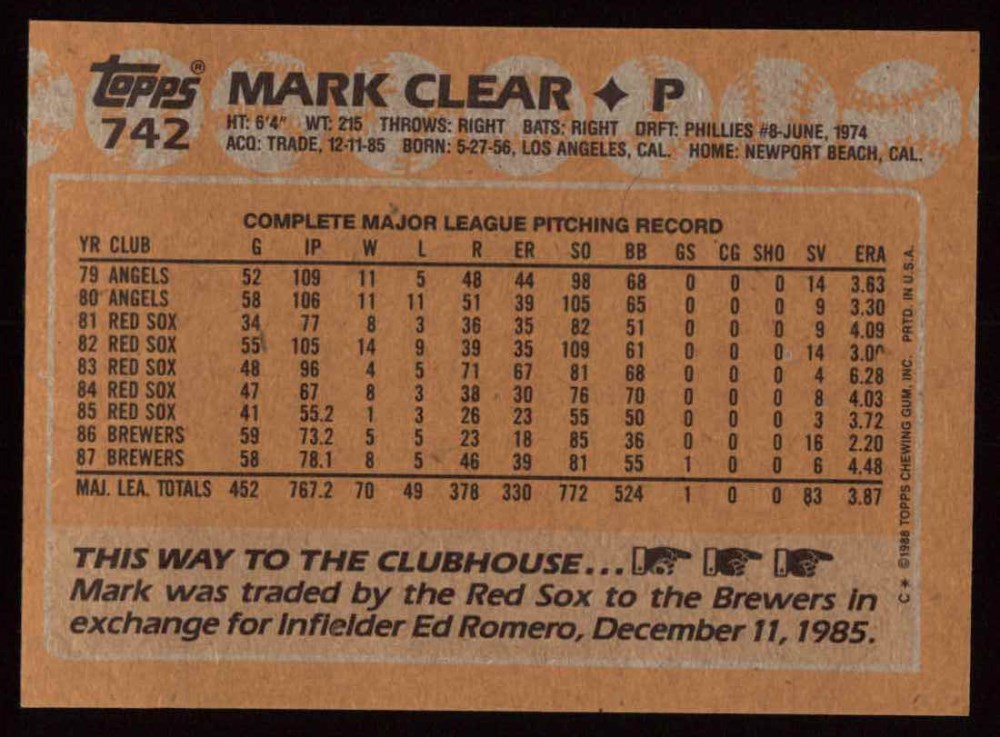 Topps® MARK CLEAR ✦ P
742 HT: 6'4" WT: 215 THROWS: RIGHT BATS: RIGHT DRFT: PHILLIES #8-JUNE, 1974
ACQ: TRADE, 12-11-85 BORN: 5-27-56, LOS ANGELES, CAL. HOME: NEWPORT BEACH, CAL.
COMPLETE MAJOR LEAGUE PITCHING RECORD
YR CLUB G IP W L R ER SO BB GS CG SHO SV ERA
79 ANGELS 52 109 11 5 48 44 98 68 0 0 0 14 3.63
80 ANGELS 58 106 11 11 51 39 105 65 0 0 0 9 3.30
81 RED SOX 34 77 8 3 36 35 82 51 0 0 0 9 4.09
82 RED SOX 55 105 14 9 39 35 109 61 0 0 0 14 3.00
83 RED SOX 48 96 4 5 71 67 81 68 0 0 0 4 6.28
84 RED SOX 47 67 8 3 38 30 76 70 0 0 0 8 4.03
85 RED SOX 41 55.2 1 3 26 23 55 50 0 0 0 3 3.72
86 BREWERS 59 73.2 5 5 23 18 85 36 0 0 0 16 2.20
87 BREWERS 58 78.1 8 5 46 39 81 55 1 0 0 6 4.48
MAJ. LEA. TOTALS 452 767.2 70 49 378 330 772 524 1 0 0 83 3.87
THIS WAY TO THE CLUBHOUSE...
Mark was traded by the Red Sox to the Brewers in
exchange for Infielder Ed Romero, December 11, 1985.
C * ©1988 TOPPS CHEWING GUM, INC. PRTD. IN U.S.A.